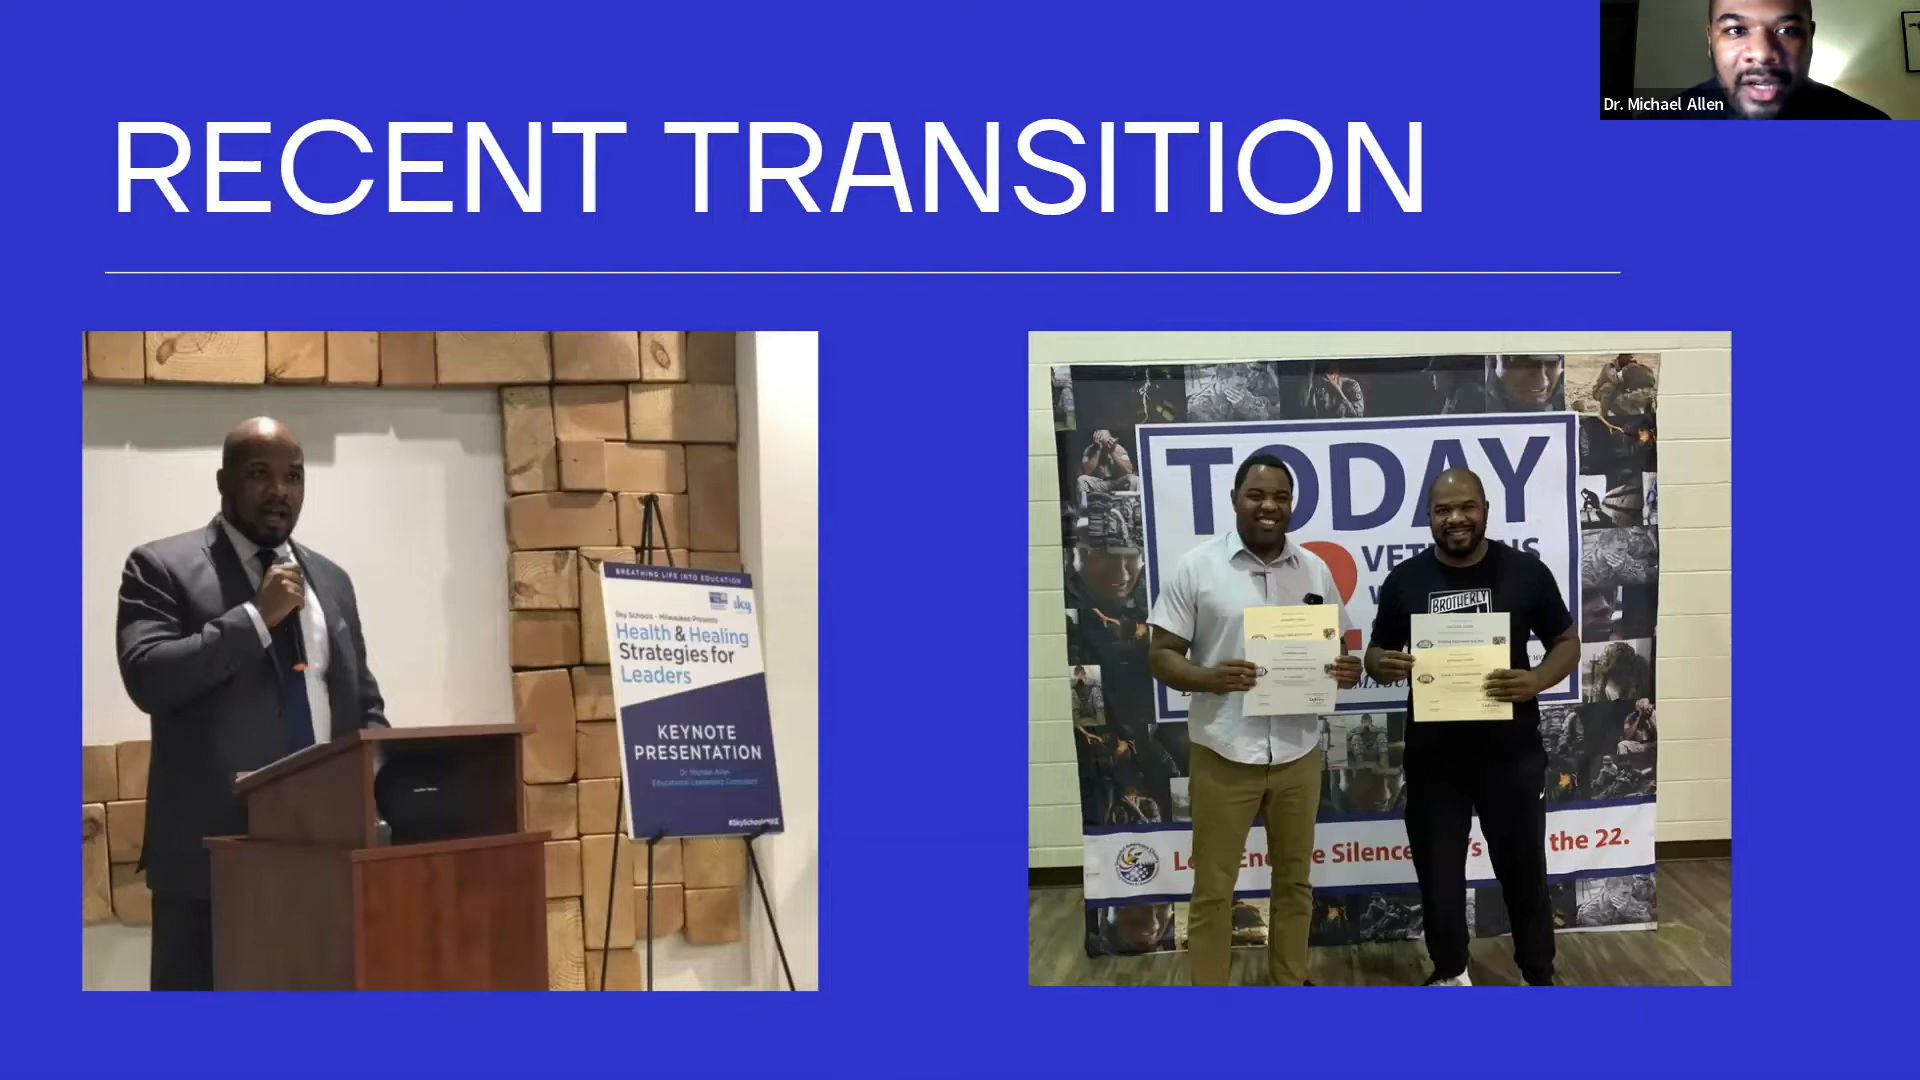 Dr. Michael Allen
RECENT TRANSITION
BREATHING LIFE INTO EDUCATION
sky
Sky Schools - Milwaukee Presents
Health & Healing
Strategies for
Leaders
KEYNOTE
PRESENTATION
Dr. Michael Allen
Educational Leadership Consultant
TODAY
VETERANS
BROTHERLY
Silence
the 22.